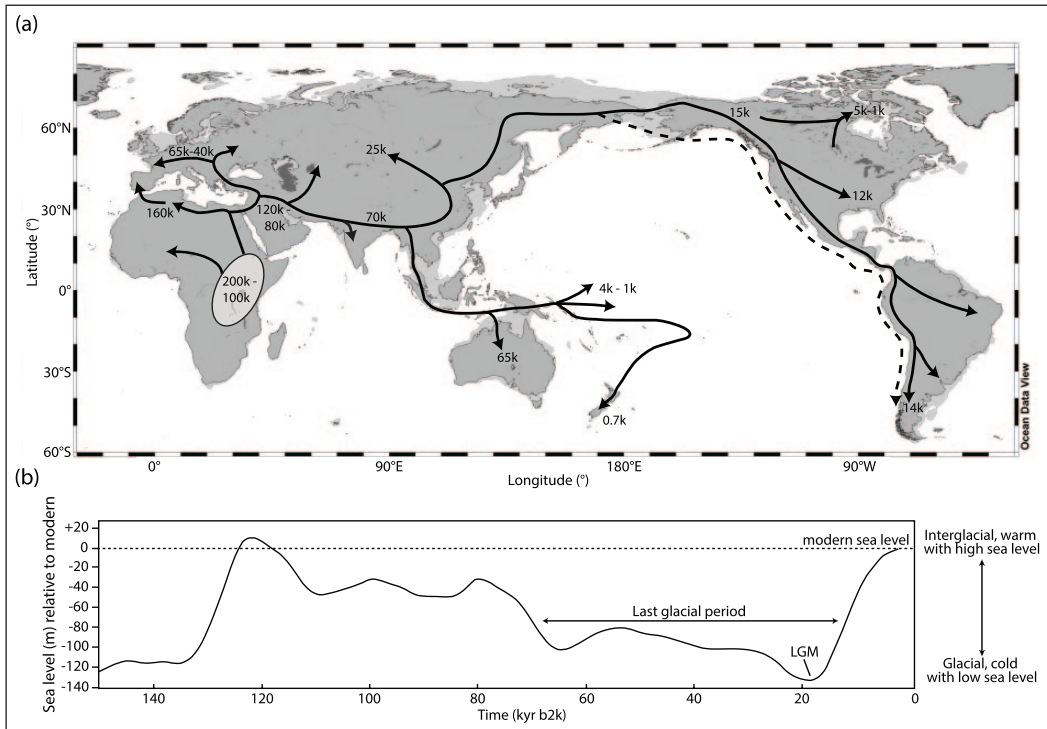 (a)
60°N
30°N
0°
30°S
60°S
Latitude (°)
65k-40k
160k
120k -
80k
200k -
100k
25k
70k
65k
4k - 1k
0.7k
15k
5k-1k
12k
14k
Ocean Data View
0°
90°E
180°E
90°W
Longitude (°)
(b)
Sea level (m) relative to modern
+20
0
-20
-40
-60
-80
-100
-120
-140
modern sea level
Last glacial period
LGM
Interglacial, warm
with high sea level
Glacial, cold
with low sea level
140
120
100
80
60
40
20
0
Time (kyr b2k)